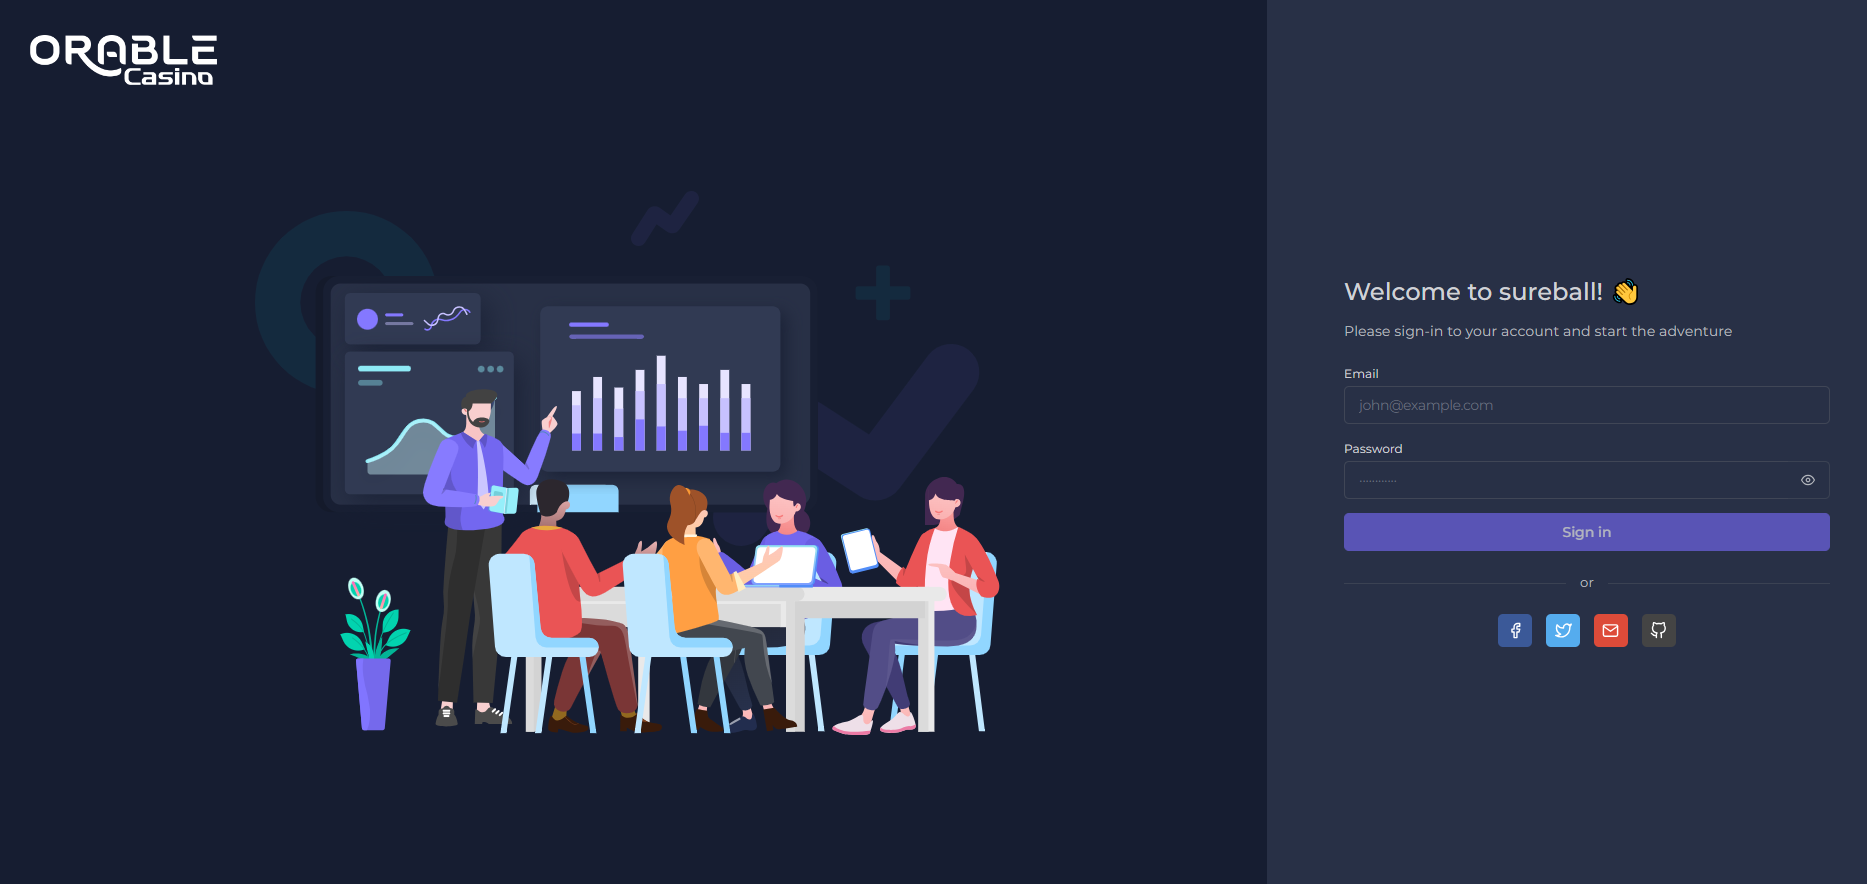 ORABLE
Casino
Welcome to sureball! 👋
Please sign-in to your account and start the adventure
Email
john@example.com
Password
············
Sign in
or